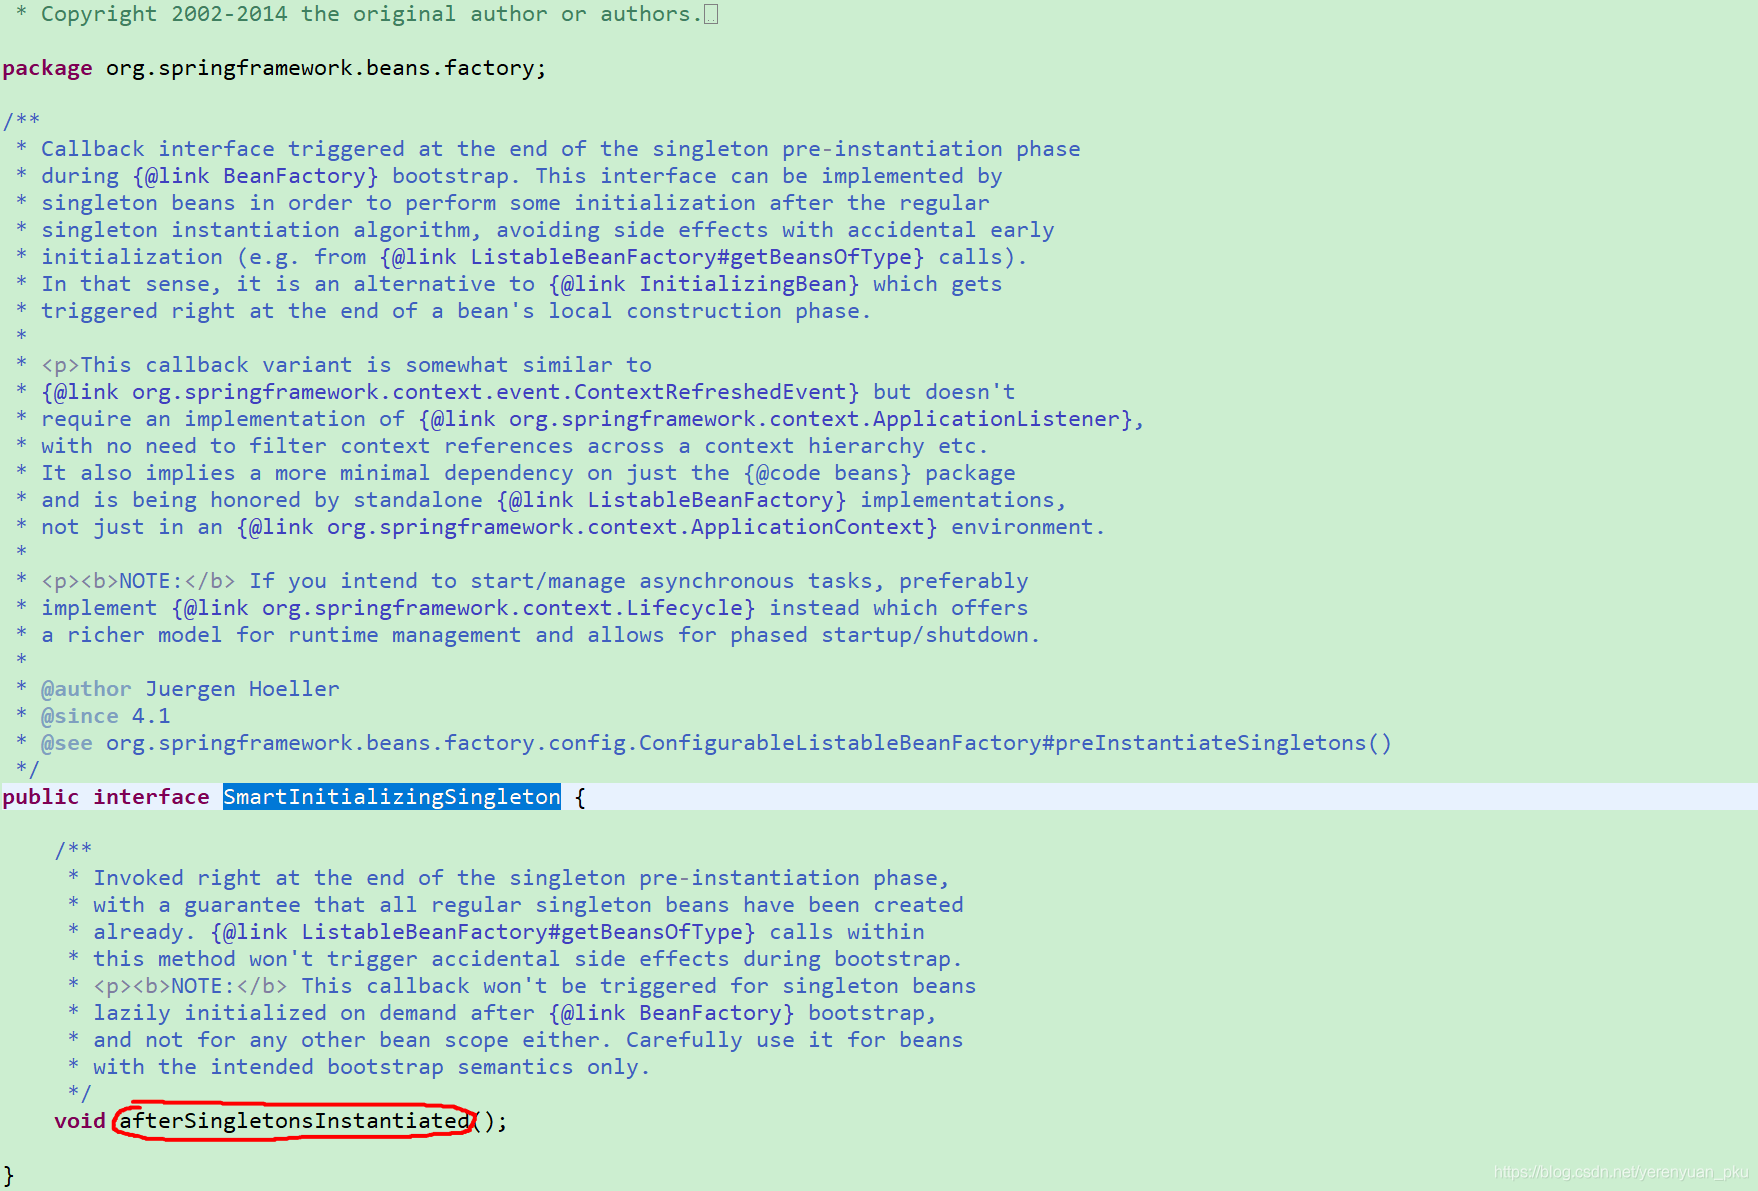 * Copyright 2002-2014 the original author or authors.
package org.springframework.beans.factory;
/**
 * Callback interface triggered at the end of the singleton pre-instantiation phase
 * during {@link BeanFactory} bootstrap. This interface can be implemented by
 * singleton beans in order to perform some initialization after the regular
 * singleton instantiation algorithm, avoiding side effects with accidental early
 * initialization (e.g. from {@link ListableBeanFactory#getBeansOfType} calls).
 * In that sense, it is an alternative to {@link InitializingBean} which gets
 * triggered right at the end of a bean's local construction phase.
 *
 * <p>This callback variant is somewhat similar to
 * {@link org.springframework.context.event.ContextRefreshedEvent} but doesn't
 * require an implementation of {@link org.springframework.context.ApplicationListener},
 * with no need to filter context references across a context hierarchy etc.
 * It also implies a more minimal dependency on just the {@code beans} package
 * and is being honored by standalone {@link ListableBeanFactory} implementations,
 * not just in an {@link org.springframework.context.ApplicationContext} environment.
 *
 * <p><b>NOTE:</b> If you intend to start/manage asynchronous tasks, preferably
 * implement {@link org.springframework.context.Lifecycle} instead which offers
 * a richer model for runtime management and allows for phased startup/shutdown.
 *
 * @author Juergen Hoeller
 * @since 4.1
 * @see org.springframework.beans.factory.config.ConfigurableListableBeanFactory#preInstantiateSingletons()
 */
public interface SmartInitializingSingleton {
    /**
     * Invoked right at the end of the singleton pre-instantiation phase,
     * with a guarantee that all regular singleton beans have been created
     * already. {@link ListableBeanFactory#getBeansOfType} calls within
     * this method won't trigger accidental side effects during bootstrap.
     * <p><b>NOTE:</b> This callback won't be triggered for singleton beans
     * lazily initialized on demand after {@link BeanFactory} bootstrap,
     * and not for any other bean scope either. Carefully use it for beans
     * with the intended bootstrap semantics only.
     */
    void afterSingletonsInstantiated();
}
https://blog.csdn.net/yerenyuan_pku